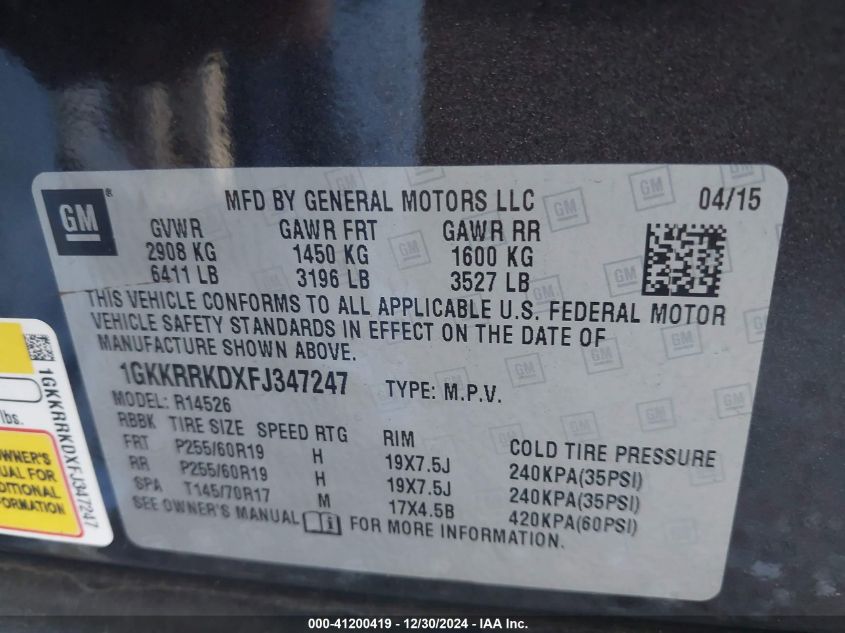 GM
MFD BY GENERAL MOTORS LLC 04/15
GVWR GAWR FRT GAWR RR
2908 KG 1450 KG 1600 KG
6411 LB 3196 LB 3527 LB
THIS VEHICLE CONFORMS TO ALL APPLICABLE U.S. FEDERAL MOTOR
VEHICLE SAFETY STANDARDS IN EFFECT ON THE DATE OF
MANUFACTURE SHOWN ABOVE.
1GKKRRKDXFJ347247 TYPE: M.P.V.
MODEL: R14526
RBBK TIRE SIZE SPEED RTG RIM COLD TIRE PRESSURE
FRT P255/60R19 H 19X7.5J 240KPA(35PSI)
RR P255/60R19 H 19X7.5J 240KPA(35PSI)
SPA T145/70R17 M 17X4.5B 420KPA(60PSI)
SEE OWNER'S MANUAL FOR MORE INFORMATION.
1GKKRRKDXFJ347247
lbs.
OWNER'S
FOR
000-41200419 - 12/30/2024 - IAA Inc.